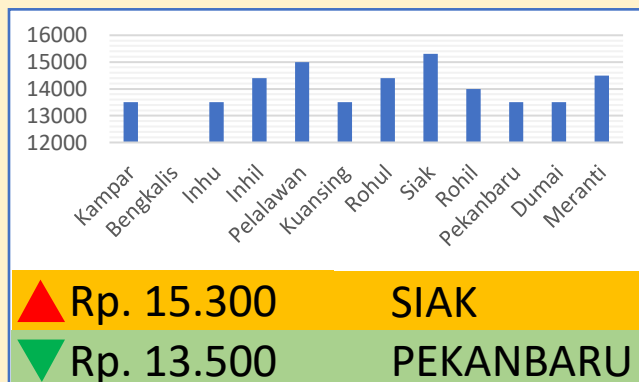 16000
15000
14000
13000
12000
Kampar
Bengkalis
Inhu
Inhil
Pelalawan
Kuansing
Rohul
Siak
Rohil
Pekanbaru
Dumai
Meranti
Rp. 15.300 SIAK
Rp. 13.500 PEKANBARU